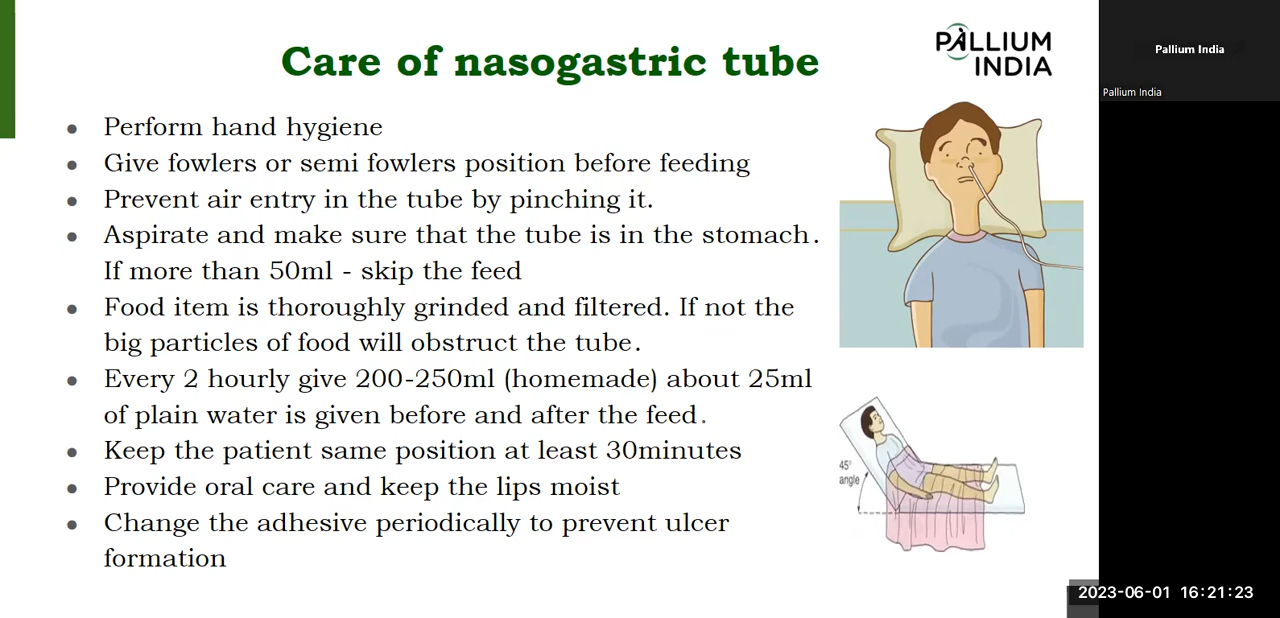 Care of nasogastric tube
PALLIUM
INDIA
Pallium India
Pallium India
● Perform hand hygiene
● Give fowlers or semi fowlers position before feeding
● Prevent air entry in the tube by pinching it.
● Aspirate and make sure that the tube is in the stomach.
If more than 50ml - skip the feed
● Food item is thoroughly grinded and filtered. If not the
big particles of food will obstruct the tube.
● Every 2 hourly give 200-250ml (homemade) about 25ml
of plain water is given before and after the feed.
● Keep the patient same position at least 30minutes
● Provide oral care and keep the lips moist
● Change the adhesive periodically to prevent ulcer
formation
45°
angle
2023-06-01 16:21:23